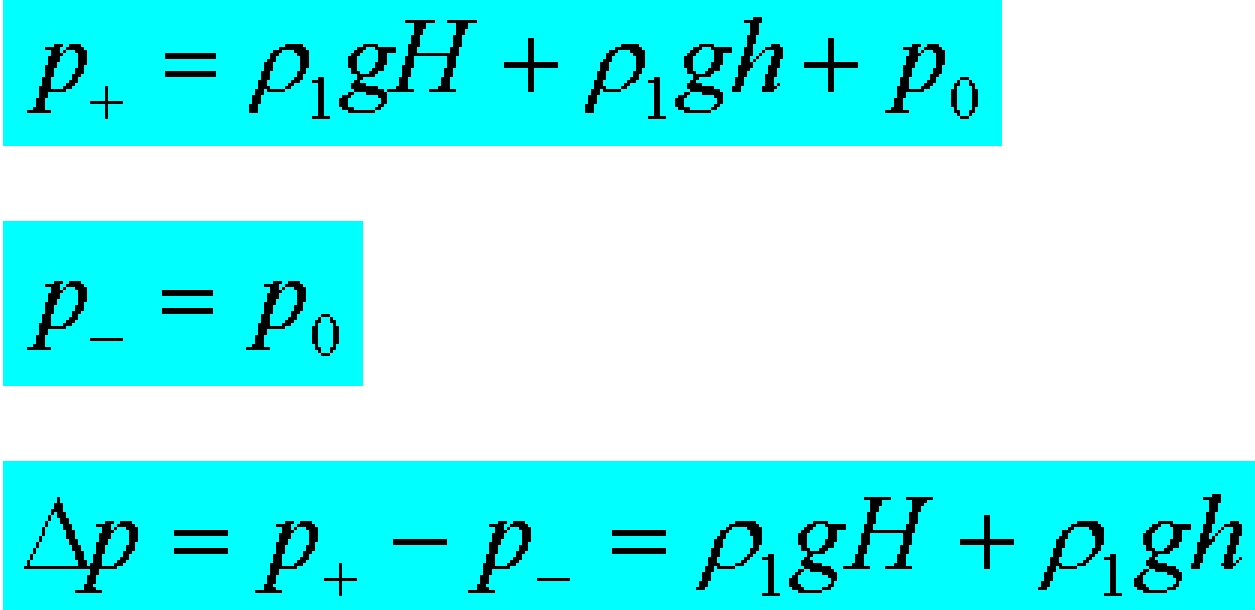 p₊ = ρ₁gH + ρ₁gh + p₀
p₋ = p₀
Δp = p₊ − p₋ = ρ₁gH + ρ₁gh